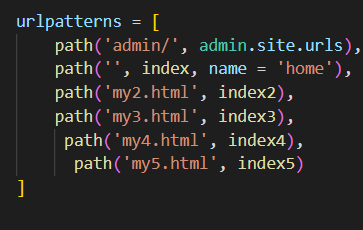 urlpatterns = [
    path('admin/', admin.site.urls),
    path('', index, name = 'home'),
    path('my2.html', index2),
    path('my3.html', index3),
     path('my4.html', index4),
      path('my5.html', index5)
]